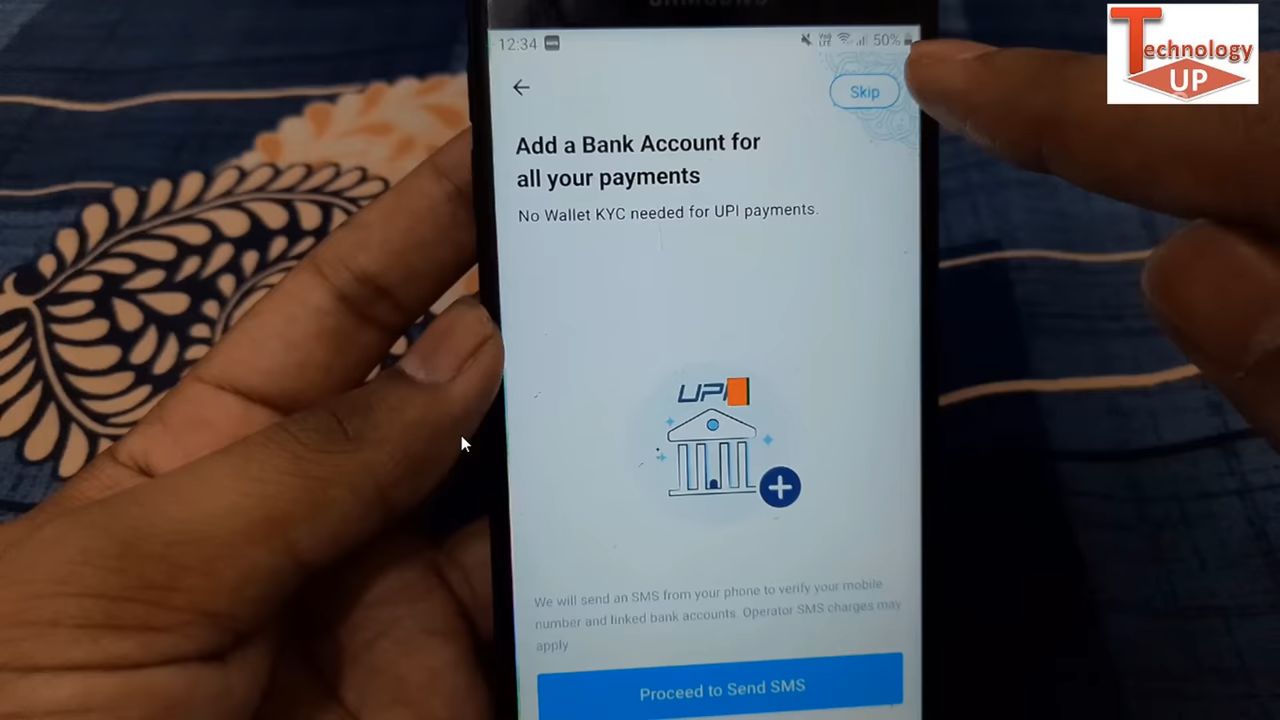 SAMSUNG
12:34
VoLTE
50%
Skip
Add a Bank Account for
all your payments
No Wallet KYC needed for UPI payments.
UPI
We will send an SMS from your phone to verify your mobile
number and linked bank accounts. Operator SMS charges may
apply
Proceed to Send SMS
Technology
UP